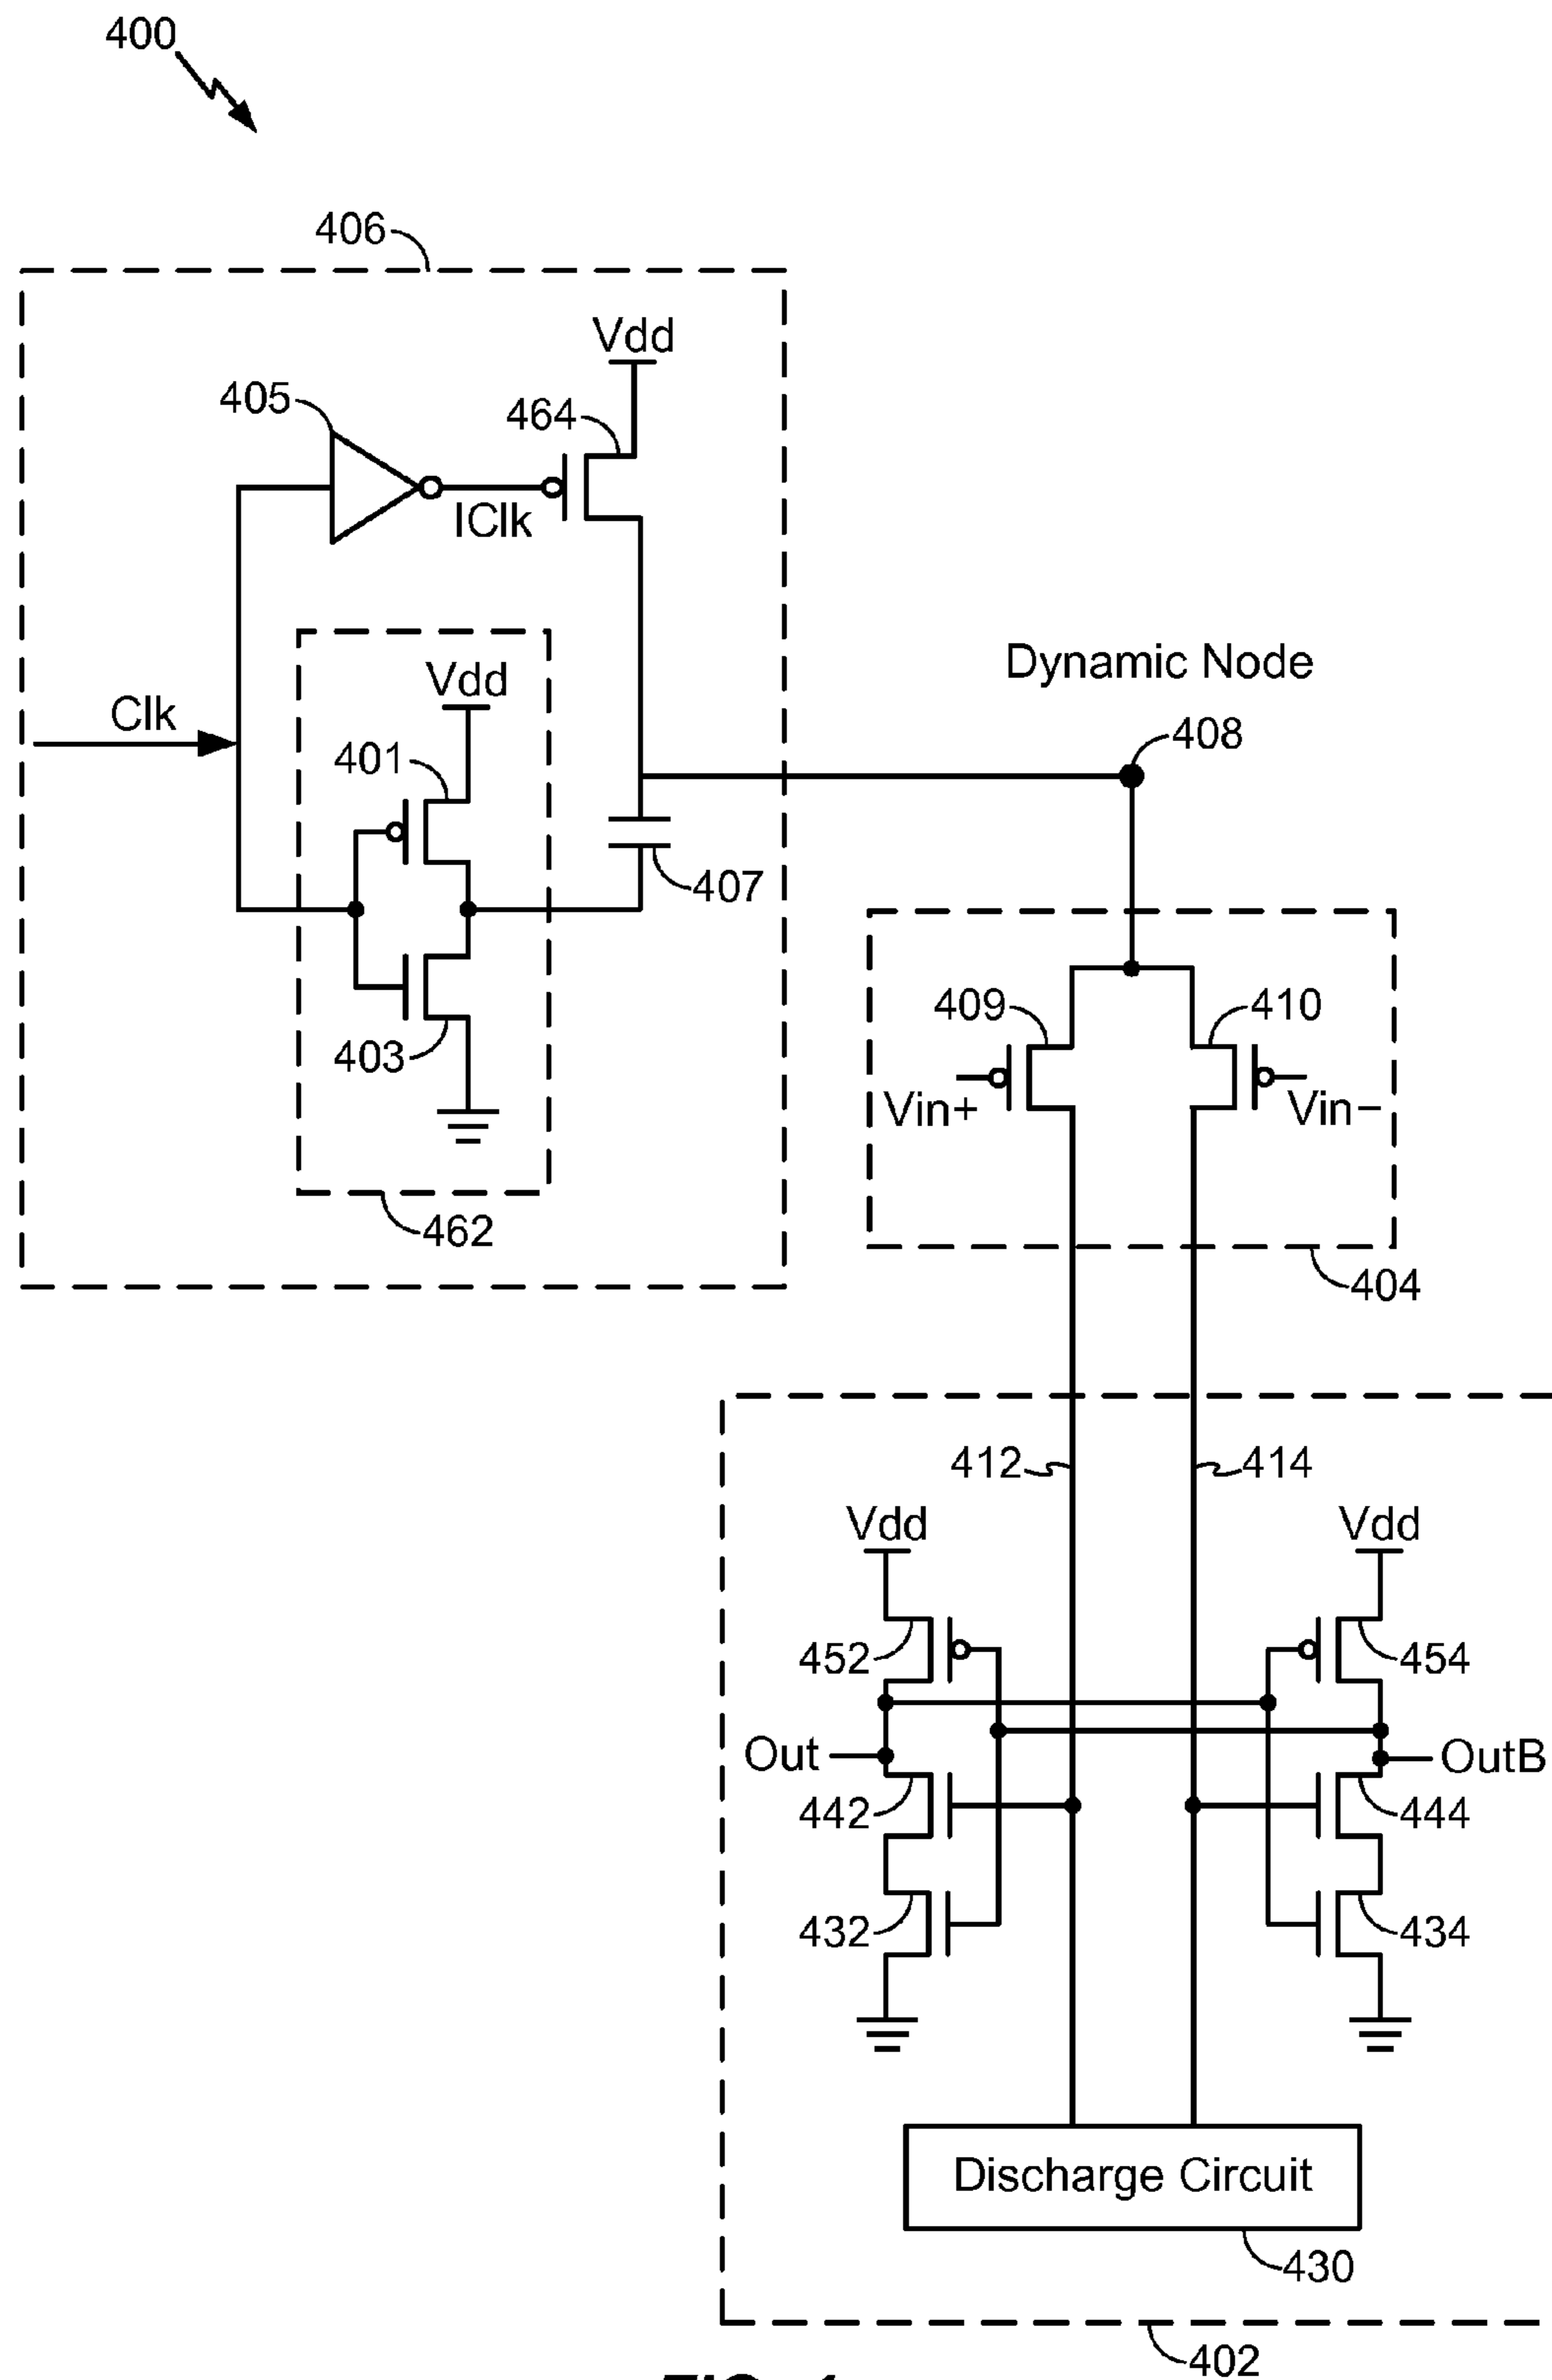 400
406
Vdd
405
464
IClk
Vdd
Clk
401
Dynamic Node
408
407
403
409
410
Vin+
Vin−
462
404
412
414
Vdd
Vdd
452
454
Out
OutB
442
444
432
434
Discharge Circuit
430
402